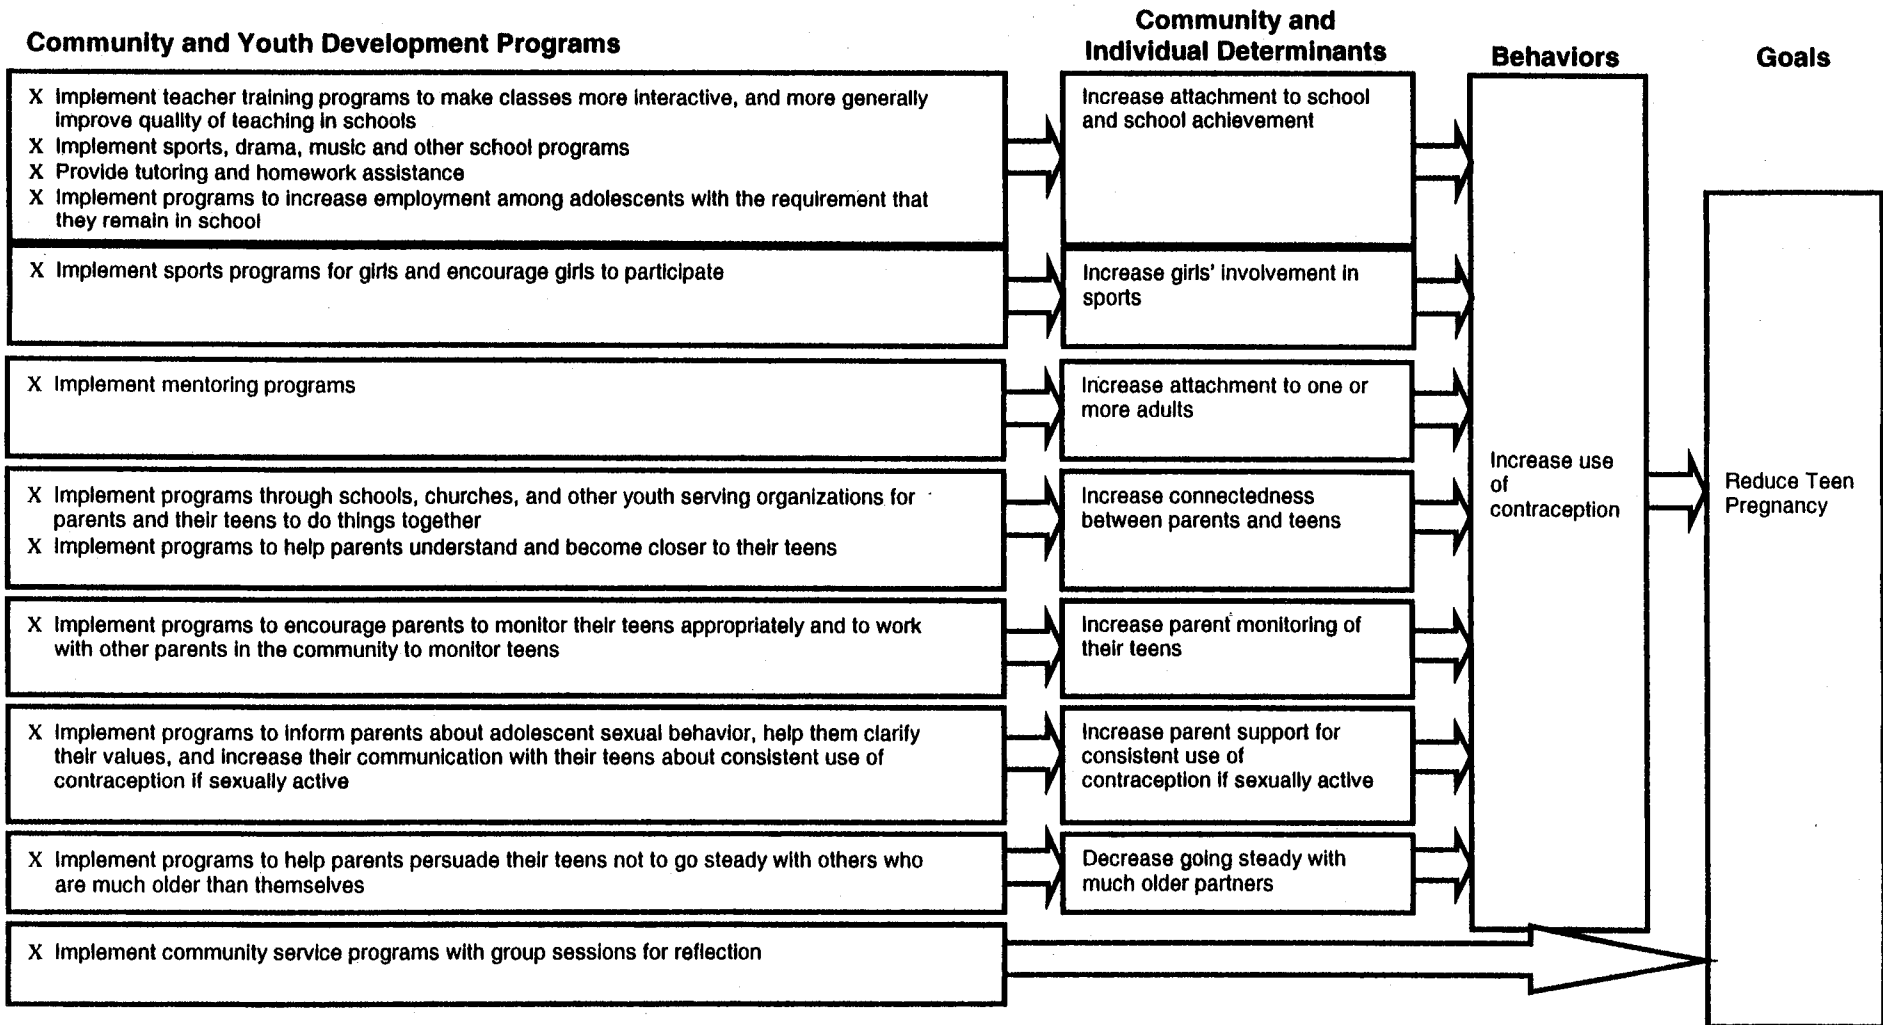 Community and Youth Development Programs
Community and
Individual Determinants
Behaviors
Goals
X Implement teacher training programs to make classes more interactive, and more generally
improve quality of teaching in schools
X Implement sports, drama, music and other school programs
X Provide tutoring and homework assistance
X Implement programs to increase employment among adolescents with the requirement that
they remain in school
Increase attachment to school
and school achievement
X Implement sports programs for girls and encourage girls to participate
Increase girls' involvement in
sports
X Implement mentoring programs
Increase attachment to one or
more adults
X Implement programs through schools, churches, and other youth serving organizations for
parents and their teens to do things together
X Implement programs to help parents understand and become closer to their teens
Increase connectedness
between parents and teens
X Implement programs to encourage parents to monitor their teens appropriately and to work
with other parents in the community to monitor teens
Increase parent monitoring of
their teens
X Implement programs to inform parents about adolescent sexual behavior, help them clarify
their values, and increase their communication with their teens about consistent use of
contraception if sexually active
Increase parent support for
consistent use of
contraception if sexually active
X Implement programs to help parents persuade their teens not to go steady with others who
are much older than themselves
Decrease going steady with
much older partners
X Implement community service programs with group sessions for reflection
Increase use
of
contraception
Reduce Teen
Pregnancy